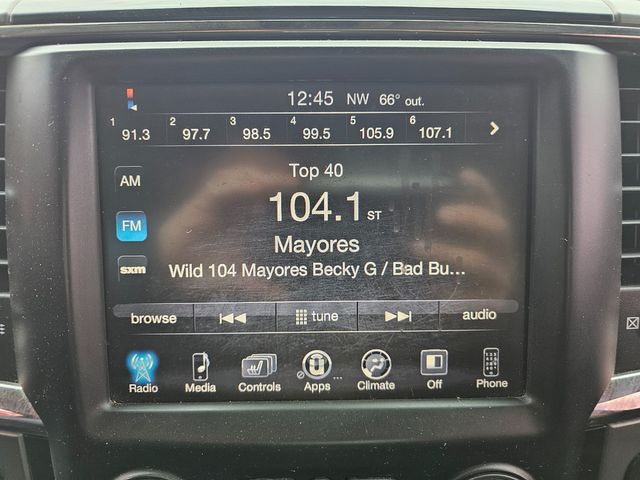 12:45 NW 66° out.
1 91.3 2 97.7 3 98.5 4 99.5 5 105.9 6 107.1
Top 40
AM
104.1 ST
FM
Mayores
sxm Wild 104 Mayores Becky G / Bad Bu...
browse tune audio
Radio Media Controls Apps ... Climate Off Phone